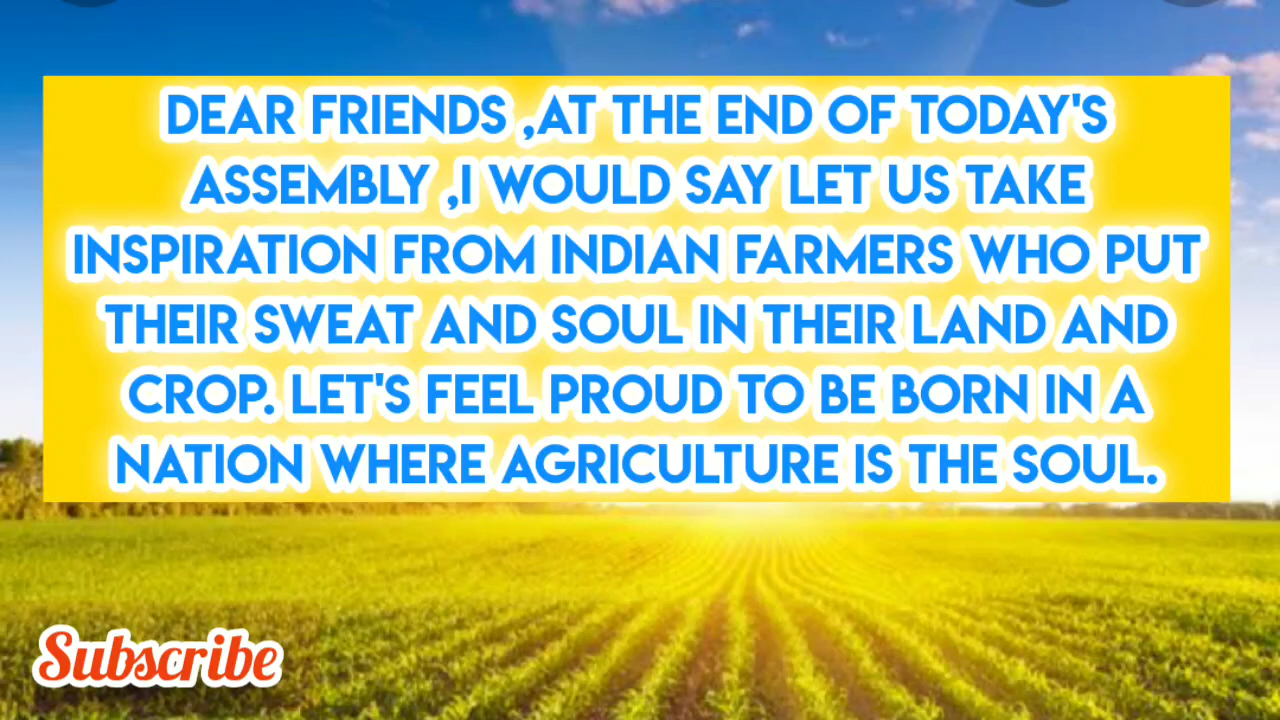 DEAR FRIENDS ,AT THE END OF TODAY'S
ASSEMBLY ,I WOULD SAY LET US TAKE
INSPIRATION FROM INDIAN FARMERS WHO PUT
THEIR SWEAT AND SOUL IN THEIR LAND AND
CROP. LET'S FEEL PROUD TO BE BORN IN A
NATION WHERE AGRICULTURE IS THE SOUL.
Subscribe